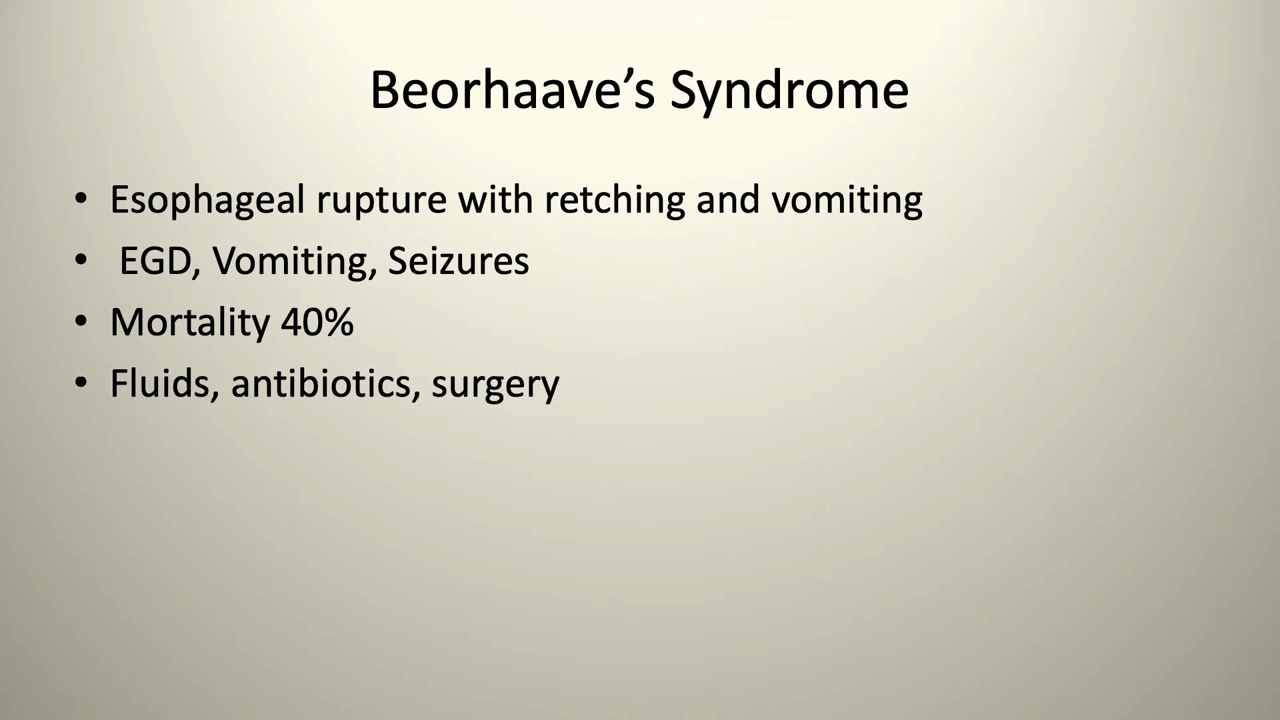 Beorhaave’s Syndrome
• Esophageal rupture with retching and vomiting
• EGD, Vomiting, Seizures
• Mortality 40%
• Fluids, antibiotics, surgery